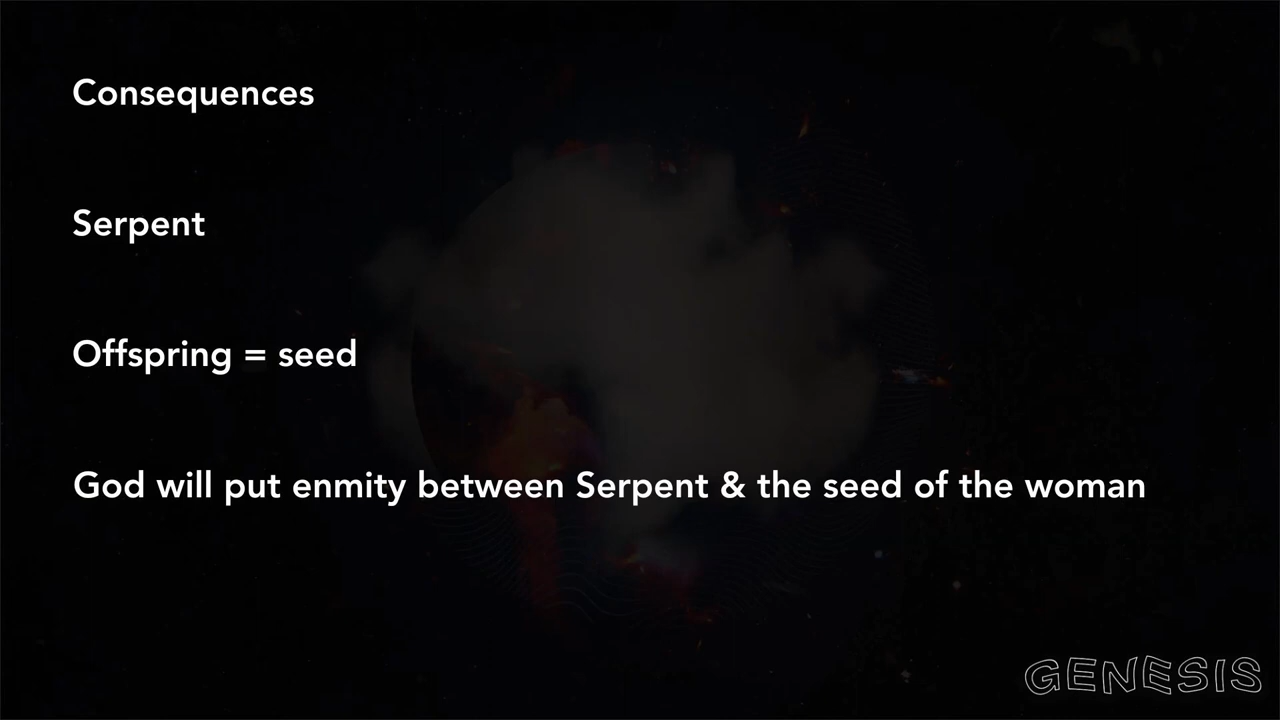 Consequences
Serpent
Offspring = seed
God will put enmity between Serpent & the seed of the woman
GENESIS